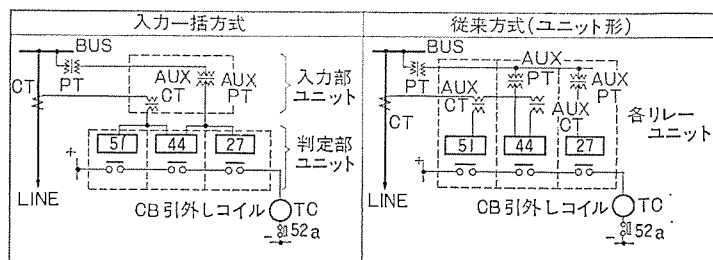 入力一括方式
BUS
CT
PT
AUX
CT
AUX
PT
入力部
ユニット
51
44
27
判定部
ユニット
+
LINE
CB引外しコイル
TC
-
52a
従来方式(ユニット形)
BUS
PT
CT
AUX
CT
AUX
PT
AUX
CT
AUX
PT
各リレー
ユニット
51
44
27
+
LINE
CB引外しコイル
TC
-
52a